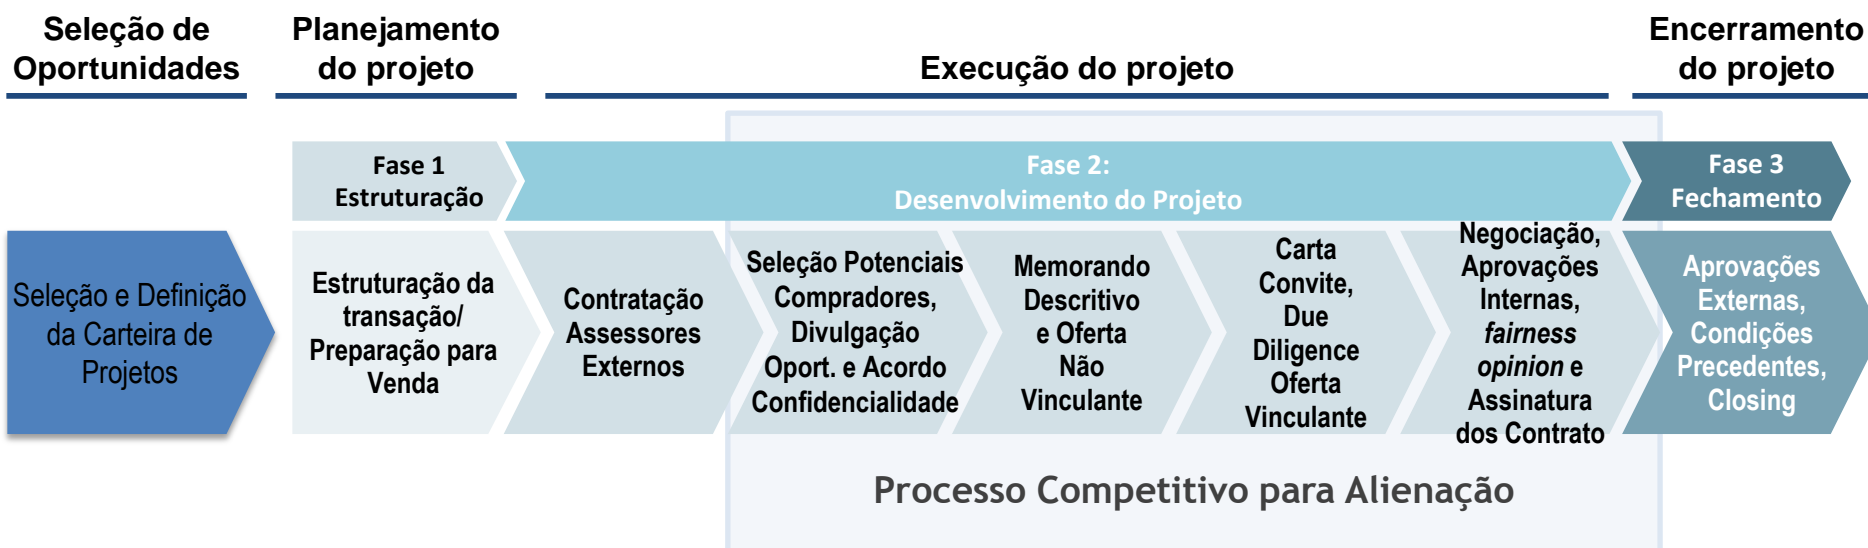 Seleção de
Oportunidades
Planejamento
do projeto
Execução do projeto
Encerramento
do projeto
Fase 1
Estruturação
Fase 2:
Desenvolvimento do Projeto
Fase 3
Fechamento
Seleção e Definição
da Carteira de
Projetos
Estruturação da
transação/
Preparação para
Venda
Contratação
Assessores
Externos
Seleção Potenciais
Compradores,
Divulgação
Oport. e Acordo
Confidencialidade
Memorando
Descritivo
e Oferta
Não
Vinculante
Carta
Convite,
Due
Diligence
Oferta
Vinculante
Negociação,
Aprovações
Internas,
fairness
opinion e
Assinatura
dos Contrato
Aprovações
Externas,
Condições
Precedentes,
Closing
Processo Competitivo para Alienação